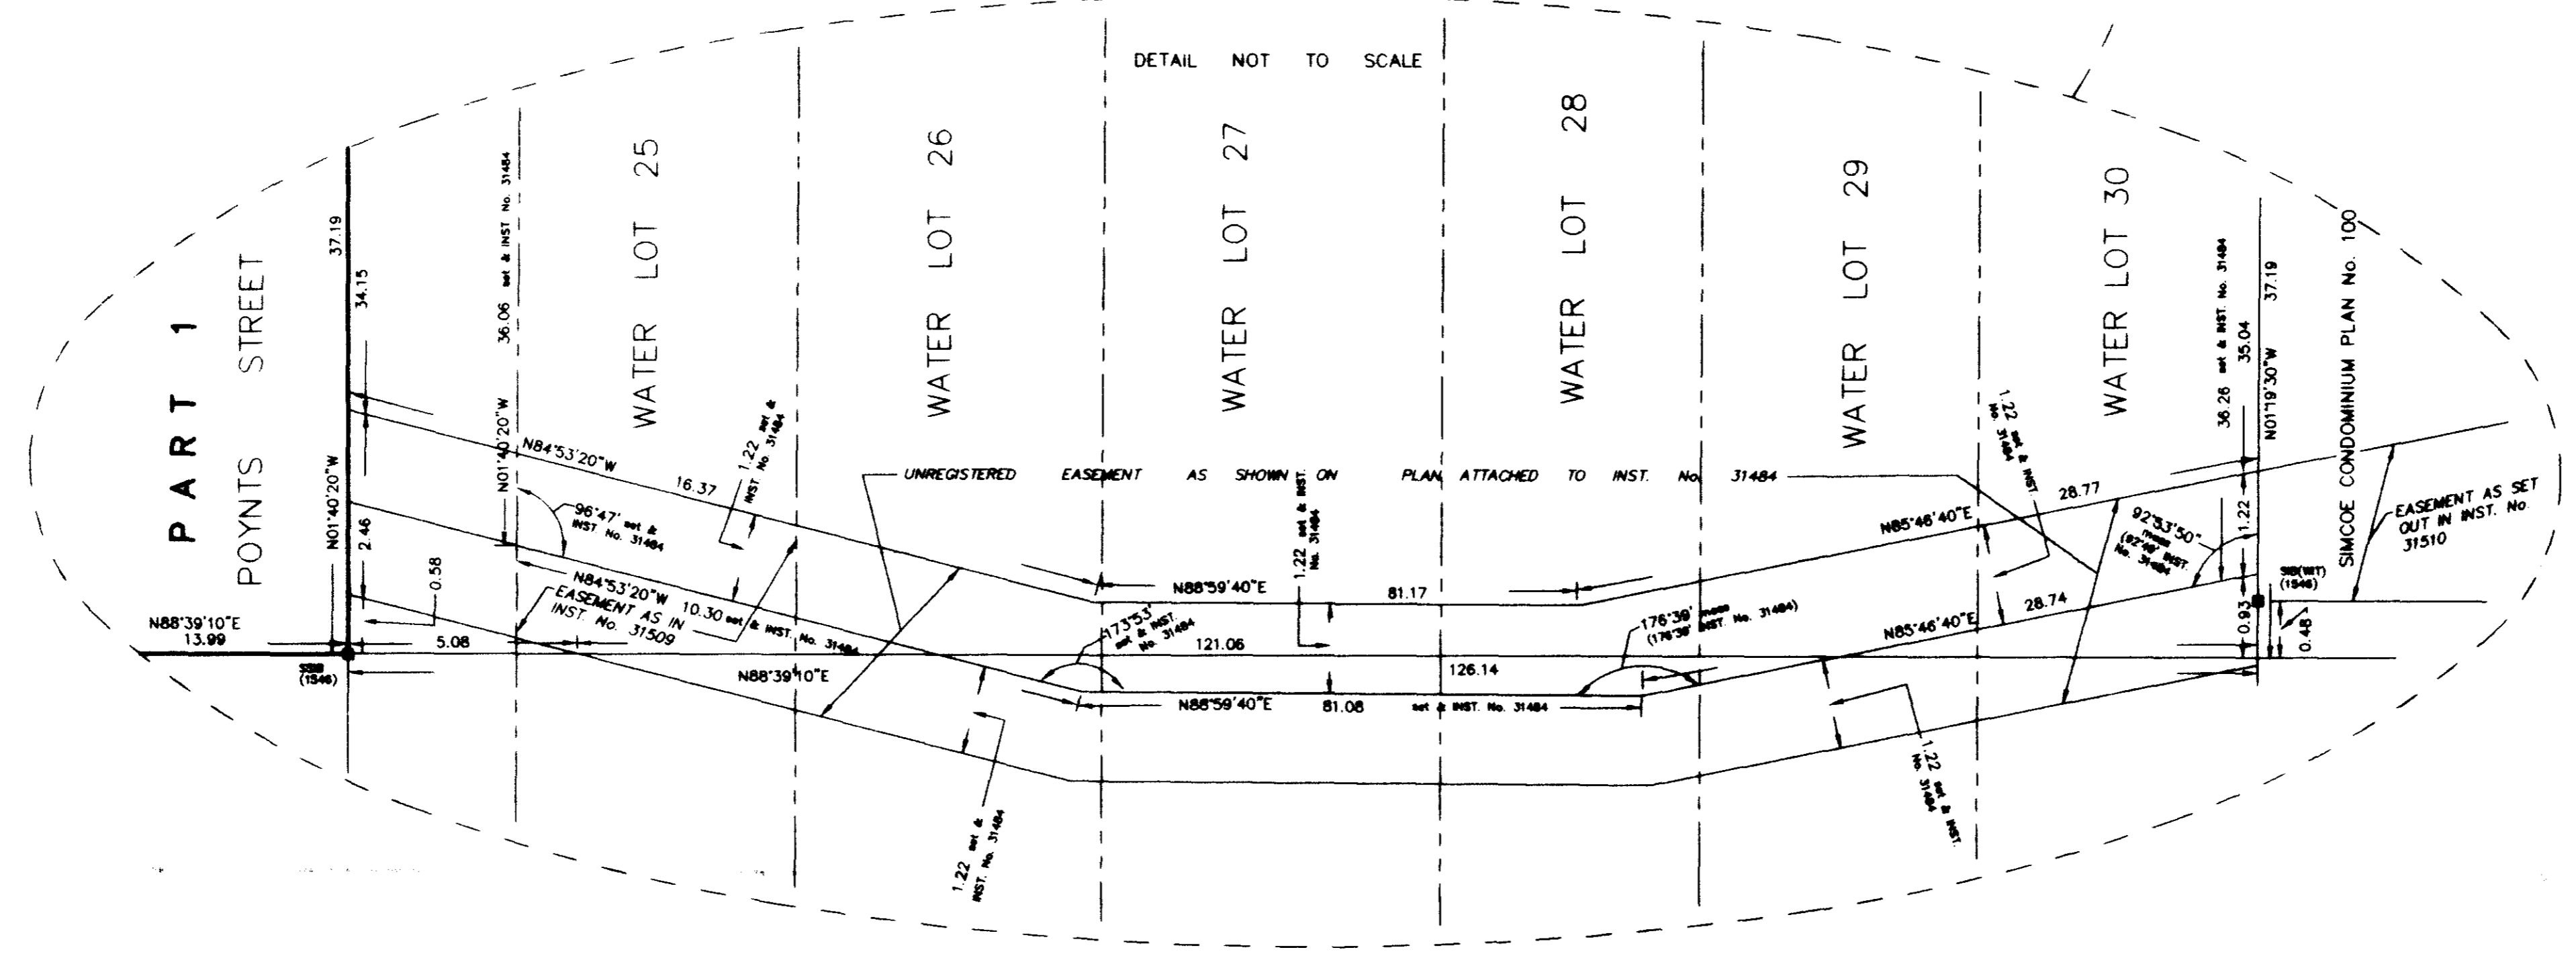 DETAIL NOT TO SCALE
PART 1
POYNTS STREET
WATER LOT 25
WATER LOT 26
WATER LOT 27
WATER LOT 28
WATER LOT 29
WATER LOT 30
SIMCOE CONDOMINIUM PLAN No. 100
37.19
34.15
N01°40'20"W
2.46
0.58
N88°39'10"E
13.99
SSIB
(1546)
5.08
36.06 set & INST No. 31484
N01°40'20"W
N84°53'20"W
16.37
1.22 set &
INST. No. 31484
96°47' set &
INST. No. 31484
N84°53'20"W 10.30 set & INST. No. 31484
EASEMENT AS IN
INST. No. 31509
N88°39'10"E
UNREGISTERED EASEMENT AS SHOWN ON PLAN ATTACHED TO INST. No. 31484
1.22 set &
INST. No. 31484
173°53'
set & INST.
No. 31484
1.22 set & INST.
No. 31484
N88°59'40"E
81.17
121.06
126.14
N88°59'40"E
81.08
set & INST. No. 31484
176°39' meas
(176°38' INST. No. 31484)
N85°46'40"E
28.77
1.22 set & INST.
No. 31484
N85°46'40"E
28.74
1.22 set & INST.
No. 31484
92°53'50"
meas
INST.
No. 31484
36.26 set & INST. No. 31484
35.04
1.22
0.93
N01°19'30"W
37.19
SIB(WIT)
(1546)
0.48
EASEMENT AS SET
OUT IN INST. No.
31510